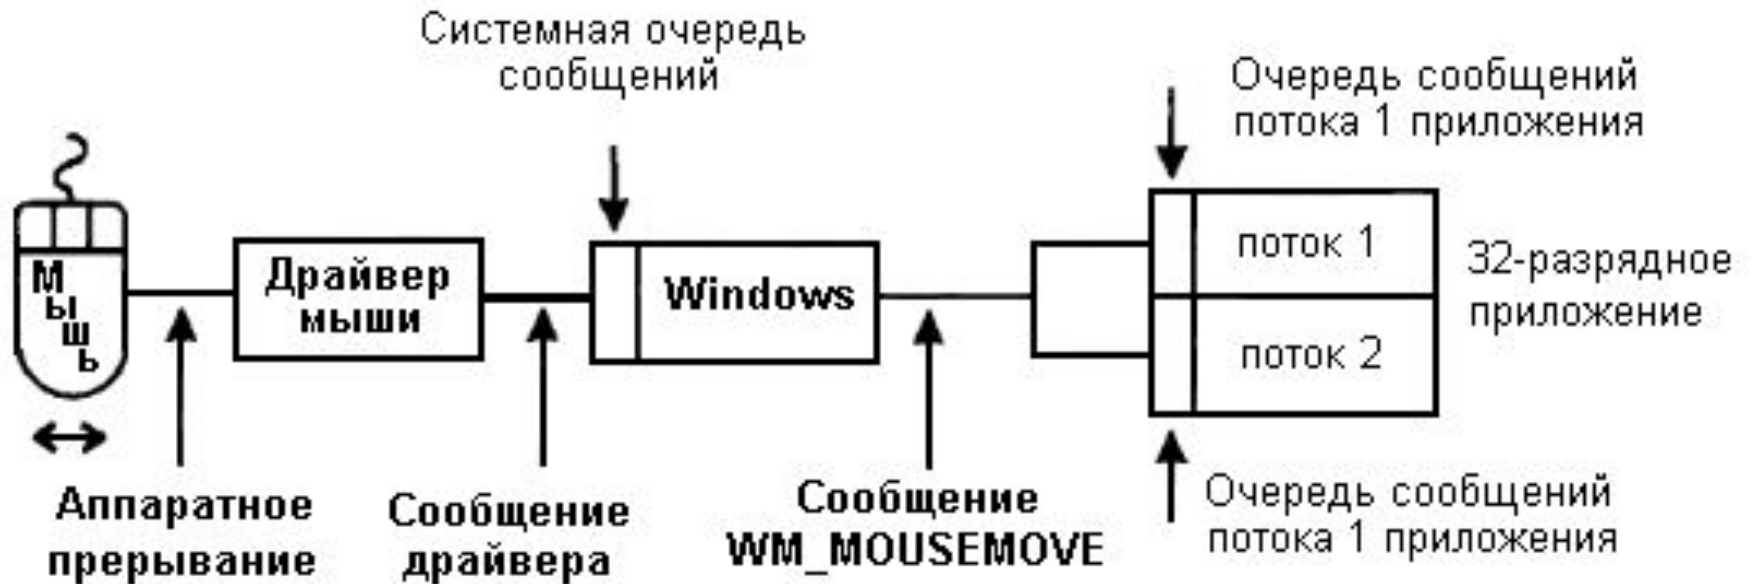 Системная очередь
сообщений
Очередь сообщений
потока 1 приложения
Мышь
Драйвер
мыши
Windows
поток 1
поток 2
32-разрядное
приложение
Аппаратное
прерывание
Сообщение
драйвера
Сообщение
WM_MOUSEMOVE
Очередь сообщений
потока 1 приложения